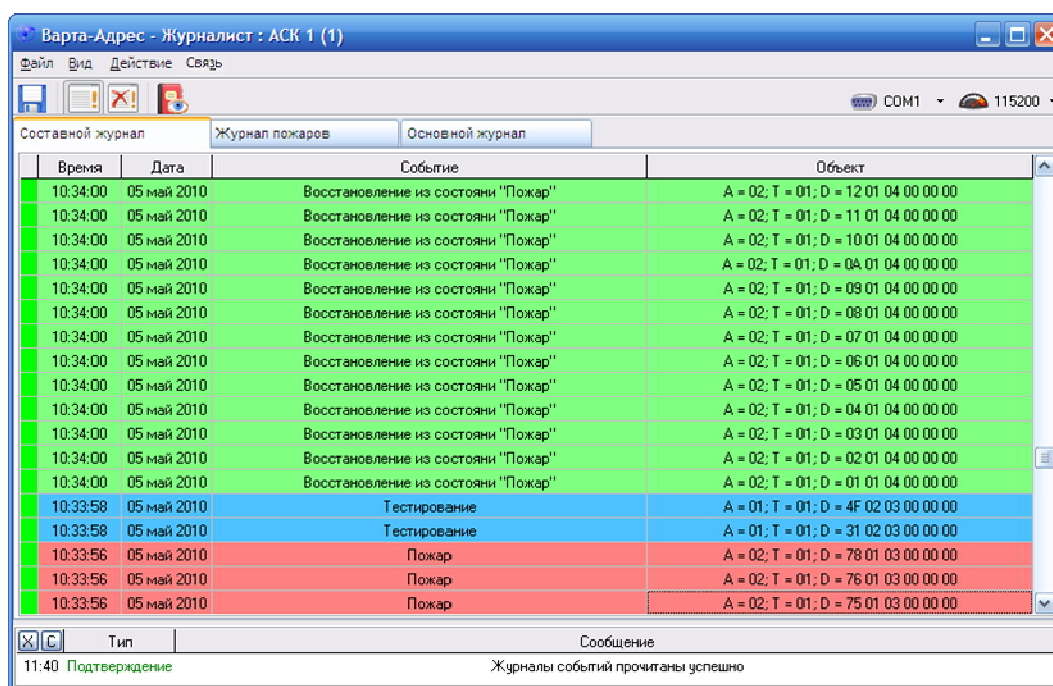 Варта-Адрес - Журналист : АСК 1 (1)
Файл Вид Действие Связь
COM1 115200
Составной журнал Журнал пожаров Основной журнал
Время Дата Событие Объект
10:34:00 05 май 2010 Восстановление из состояни "Пожар" A = 02; T = 01; D = 12 01 04 00 00 00
10:34:00 05 май 2010 Восстановление из состояни "Пожар" A = 02; T = 01; D = 11 01 04 00 00 00
10:34:00 05 май 2010 Восстановление из состояни "Пожар" A = 02; T = 01; D = 10 01 04 00 00 00
10:34:00 05 май 2010 Восстановление из состояни "Пожар" A = 02; T = 01; D = 0A 01 04 00 00 00
10:34:00 05 май 2010 Восстановление из состояни "Пожар" A = 02; T = 01; D = 09 01 04 00 00 00
10:34:00 05 май 2010 Восстановление из состояни "Пожар" A = 02; T = 01; D = 08 01 04 00 00 00
10:34:00 05 май 2010 Восстановление из состояни "Пожар" A = 02; T = 01; D = 07 01 04 00 00 00
10:34:00 05 май 2010 Восстановление из состояни "Пожар" A = 02; T = 01; D = 06 01 04 00 00 00
10:34:00 05 май 2010 Восстановление из состояни "Пожар" A = 02; T = 01; D = 05 01 04 00 00 00
10:34:00 05 май 2010 Восстановление из состояни "Пожар" A = 02; T = 01; D = 04 01 04 00 00 00
10:34:00 05 май 2010 Восстановление из состояни "Пожар" A = 02; T = 01; D = 03 01 04 00 00 00
10:34:00 05 май 2010 Восстановление из состояни "Пожар" A = 02; T = 01; D = 02 01 04 00 00 00
10:34:00 05 май 2010 Восстановление из состояни "Пожар" A = 02; T = 01; D = 01 01 04 00 00 00
10:33:58 05 май 2010 Тестирование A = 01; T = 01; D = 4F 02 03 00 00 00
10:33:58 05 май 2010 Тестирование A = 01; T = 01; D = 31 02 03 00 00 00
10:33:56 05 май 2010 Пожар A = 02; T = 01; D = 78 01 03 00 00 00
10:33:56 05 май 2010 Пожар A = 02; T = 01; D = 76 01 03 00 00 00
10:33:56 05 май 2010 Пожар A = 02; T = 01; D = 75 01 03 00 00 00
X C Тип Сообщение
11:40 Подтверждение Журналы событий прочитаны успешно